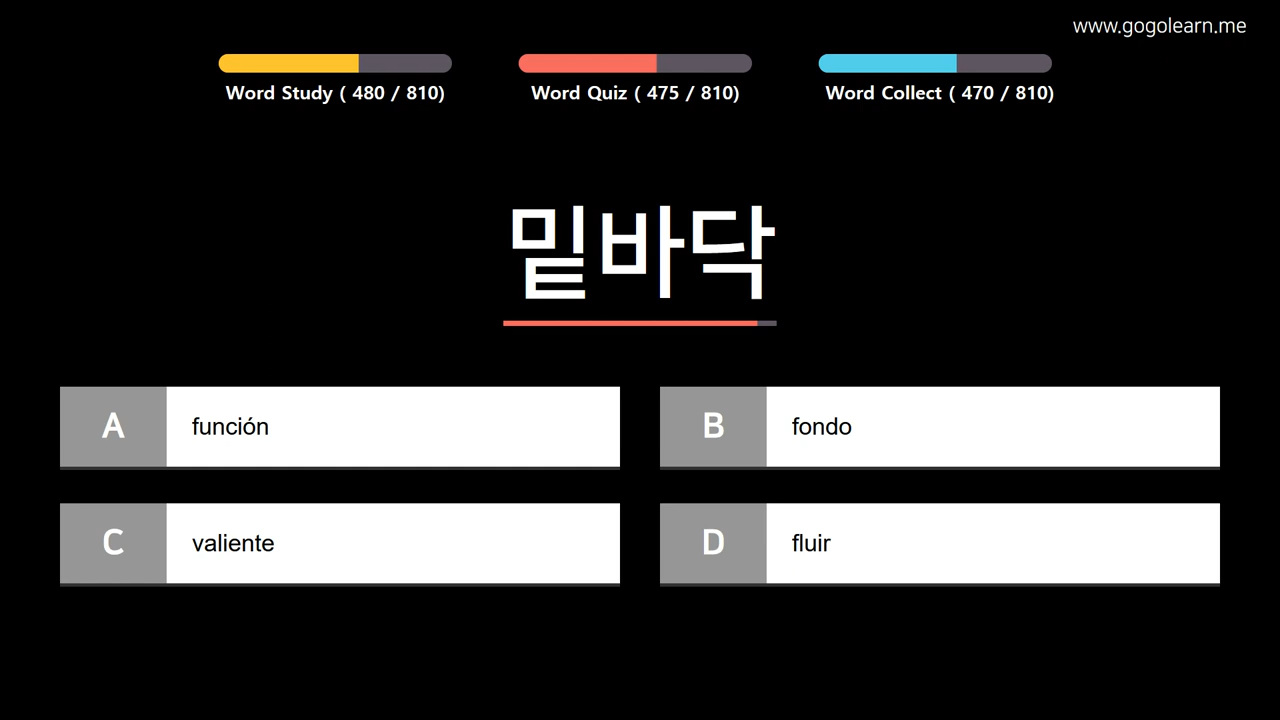 www.gogolearn.me
Word Study ( 480 / 810)
Word Quiz ( 475 / 810)
Word Collect ( 470 / 810)
밑바닥
A función
B fondo
C valiente
D fluir